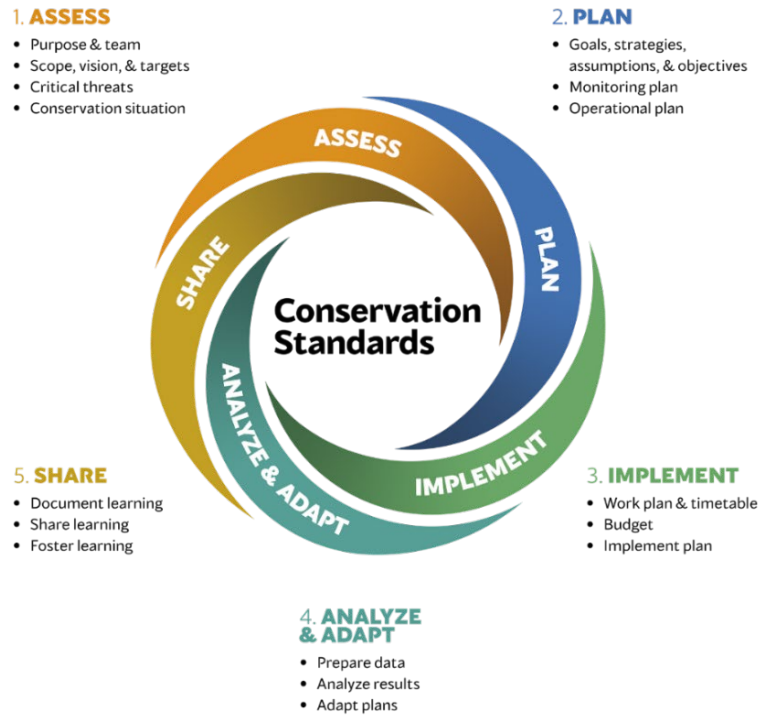 1. ASSESS
• Purpose & team
• Scope, vision, & targets
• Critical threats
• Conservation situation
2. PLAN
• Goals, strategies,
assumptions, & objectives
• Monitoring plan
• Operational plan
ASSESS
PLAN
SHARE
Conservation
Standards
ANALYZE & ADAPT
IMPLEMENT
5. SHARE
• Document learning
• Share learning
• Foster learning
3. IMPLEMENT
• Work plan & timetable
• Budget
• Implement plan
4. ANALYZE
& ADAPT
• Prepare data
• Analyze results
• Adapt plans